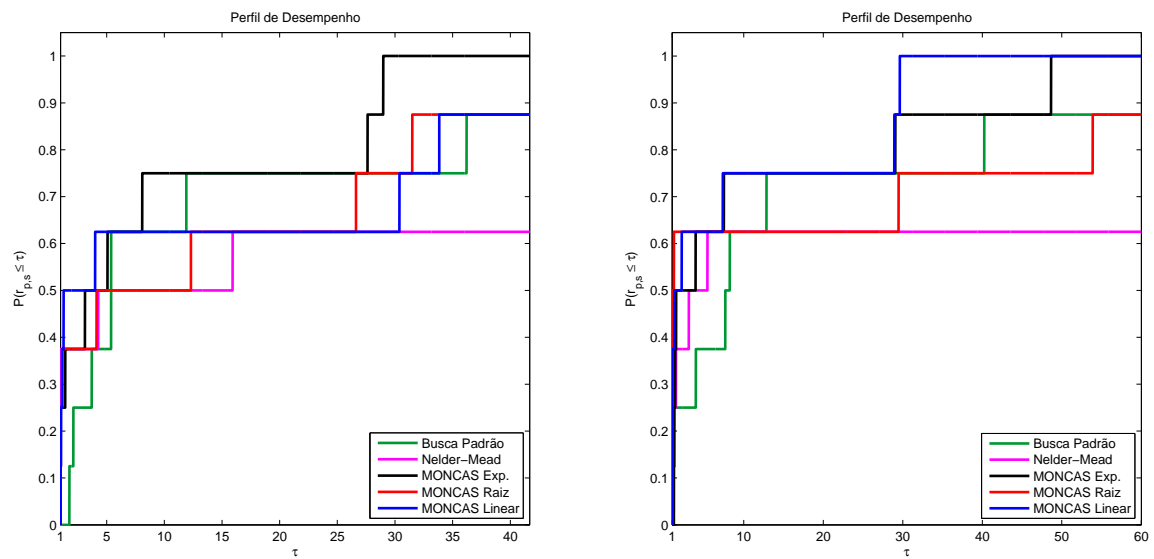 Perfil de Desempenho
1
0.9
0.8
0.7
0.6
0.5
0.4
0.3
0.2
0.1
0
P(r_{p,s} ≤ τ)
1 5 10 15 20 25 30 35 40
τ
Busca Padrão
Nelder−Mead
MONCAS Exp.
MONCAS Raiz
MONCAS Linear
Perfil de Desempenho
1
0.9
0.8
0.7
0.6
0.5
0.4
0.3
0.2
0.1
0
P(r_{p,s} ≤ τ)
1 10 20 30 40 50 60
τ
Busca Padrão
Nelder−Mead
MONCAS Exp.
MONCAS Raiz
MONCAS Linear